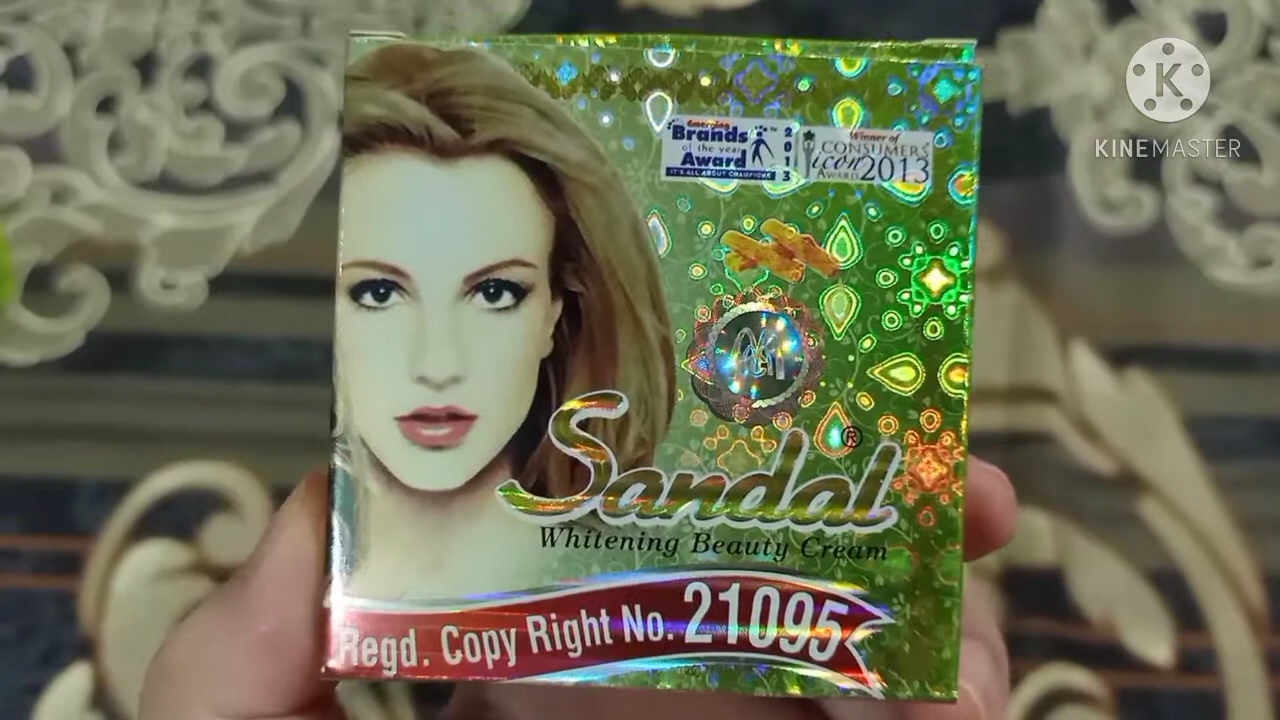 K
KINEMASTER
Emerging
Brands
of the year
Award
IT'S ALL ABOUT CHAMPIONS
2013
Winner of
CONSUMERS
icon 2013
AWARD
Sandal®
Whitening Beauty Cream
Regd. Copy Right No. 21095